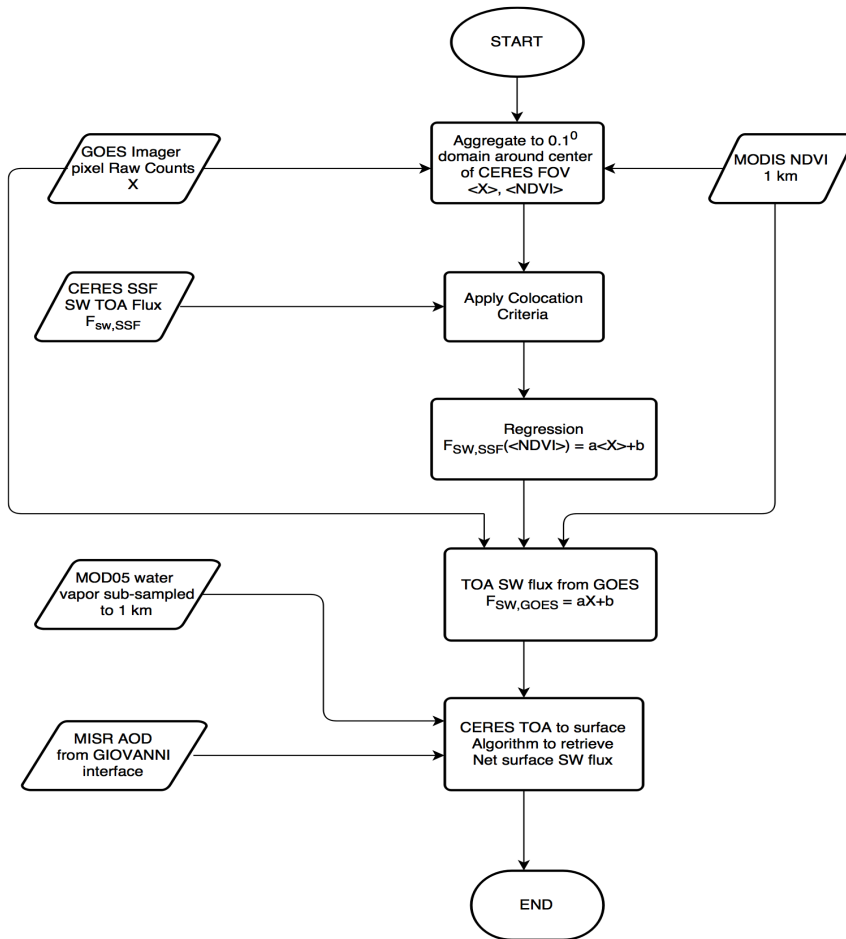 START
GOES Imager
pixel Raw Counts
X
Aggregate to 0.1⁰
domain around center
of CERES FOV
<X>, <NDVI>
MODIS NDVI
1 km
CERES SSF
SW TOA Flux
Fsw,SSF
Apply Colocation
Criteria
Regression
FSW,SSF(<NDVI>) = a<X>+b
MOD05 water
vapor sub-sampled
to 1 km
TOA SW flux from GOES
FSW,GOES = aX+b
MISR AOD
from GIOVANNI
interface
CERES TOA to surface
Algorithm to retrieve
Net surface SW flux
END